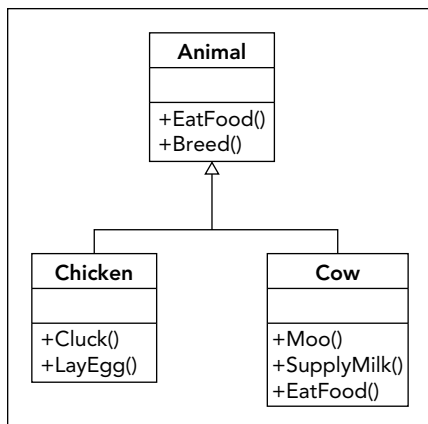 Animal
+EatFood()
+Breed()
Chicken
+Cluck()
+LayEgg()
Cow
+Moo()
+SupplyMilk()
+EatFood()